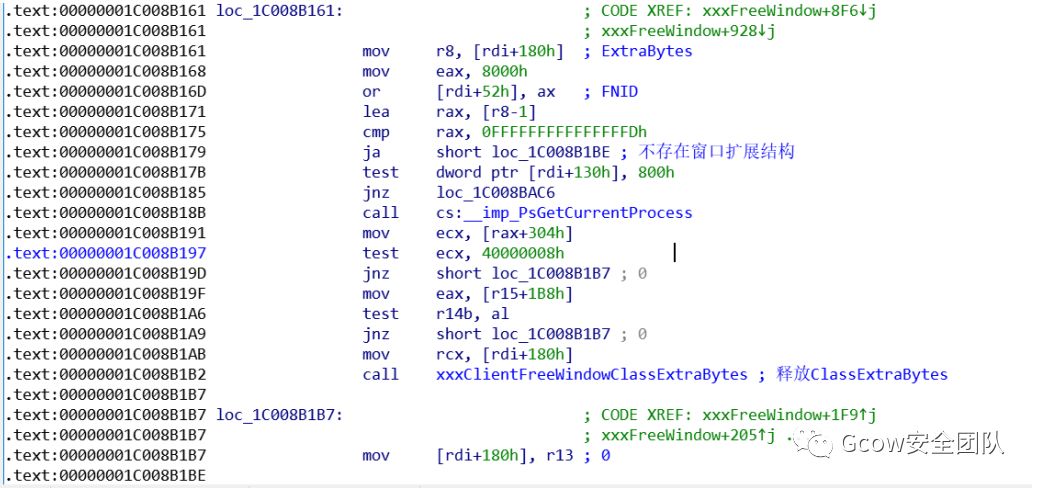 .text:00000001C008B161 loc_1C008B161: ; CODE XREF: xxxFreeWindow+8F6↓j
.text:00000001C008B161 ; xxxFreeWindow+928↓j
.text:00000001C008B161 mov r8, [rdi+180h] ; ExtraBytes
.text:00000001C008B168 mov eax, 8000h
.text:00000001C008B16D or [rdi+52h], ax ; FNID
.text:00000001C008B171 lea rax, [r8-1]
.text:00000001C008B175 cmp rax, 0FFFFFFFFFFFFFFFDh
.text:00000001C008B179 ja short loc_1C008B1BE ; 不存在窗口扩展结构
.text:00000001C008B17B test dword ptr [rdi+130h], 800h
.text:00000001C008B185 jnz loc_1C008BAC6
.text:00000001C008B18B call cs:__imp_PsGetCurrentProcess
.text:00000001C008B191 mov ecx, [rax+304h]
.text:00000001C008B197 test ecx, 40000008h
.text:00000001C008B19D jnz short loc_1C008B1B7 ; 0
.text:00000001C008B19F mov eax, [r15+1B8h]
.text:00000001C008B1A6 test r14b, al
.text:00000001C008B1A9 jnz short loc_1C008B1B7 ; 0
.text:00000001C008B1AB mov rcx, [rdi+180h]
.text:00000001C008B1B2 call xxxClientFreeWindowClassExtraBytes ; 释放ClassExtraBytes
.text:00000001C008B1B7
.text:00000001C008B1B7 loc_1C008B1B7: ; CODE XREF: xxxFreeWindow+1F9↑j
.text:00000001C008B1B7 ; xxxFreeWindow+205↑j ..
.text:00000001C008B1B7 mov [rdi+180h], r13 ; 0
.text:00000001C008B1BE
Gcow安全团队